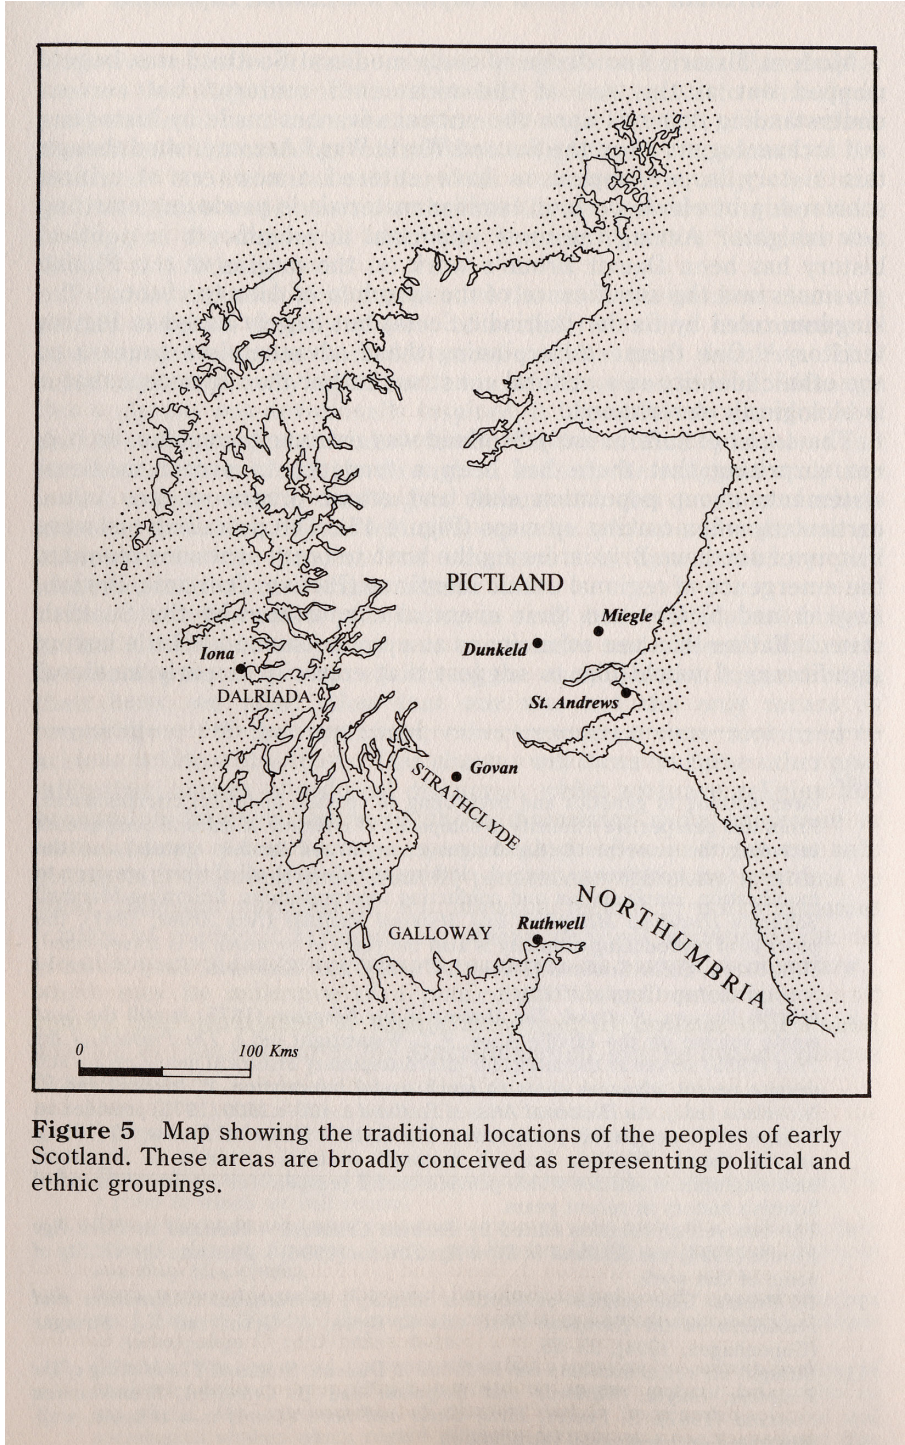 PICTLAND
Miegle
Dunkeld
Iona
St. Andrews
DALRIADA
Govan
STRATHCLYDE
NORTHUMBRIA
Ruthwell
GALLOWAY
0 100 Kms
Figure 5 Map showing the traditional locations of the peoples of early
Scotland. These areas are broadly conceived as representing political and
ethnic groupings.